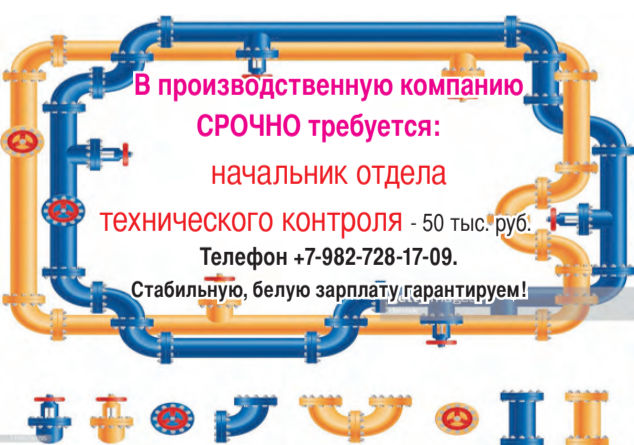 В производственную компанию
СРОЧНО требуется:
начальник отдела
технического контроля - 50 тыс. руб.
Телефон +7-982-728-17-09.
Стабильную, белую зарплату гарантируем!